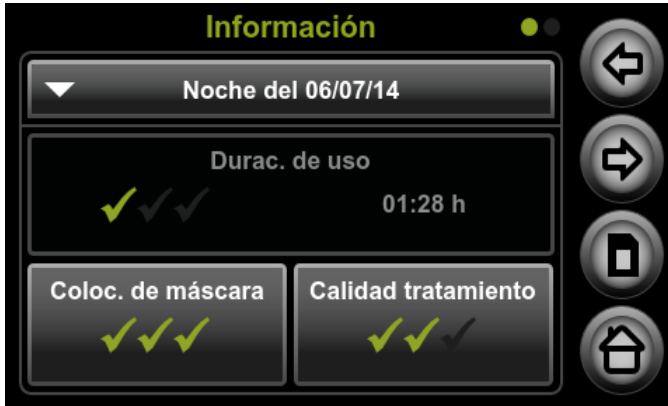 Información
Noche del 06/07/14
Durac. de uso
01:28 h
Coloc. de máscara
Calidad tratamiento